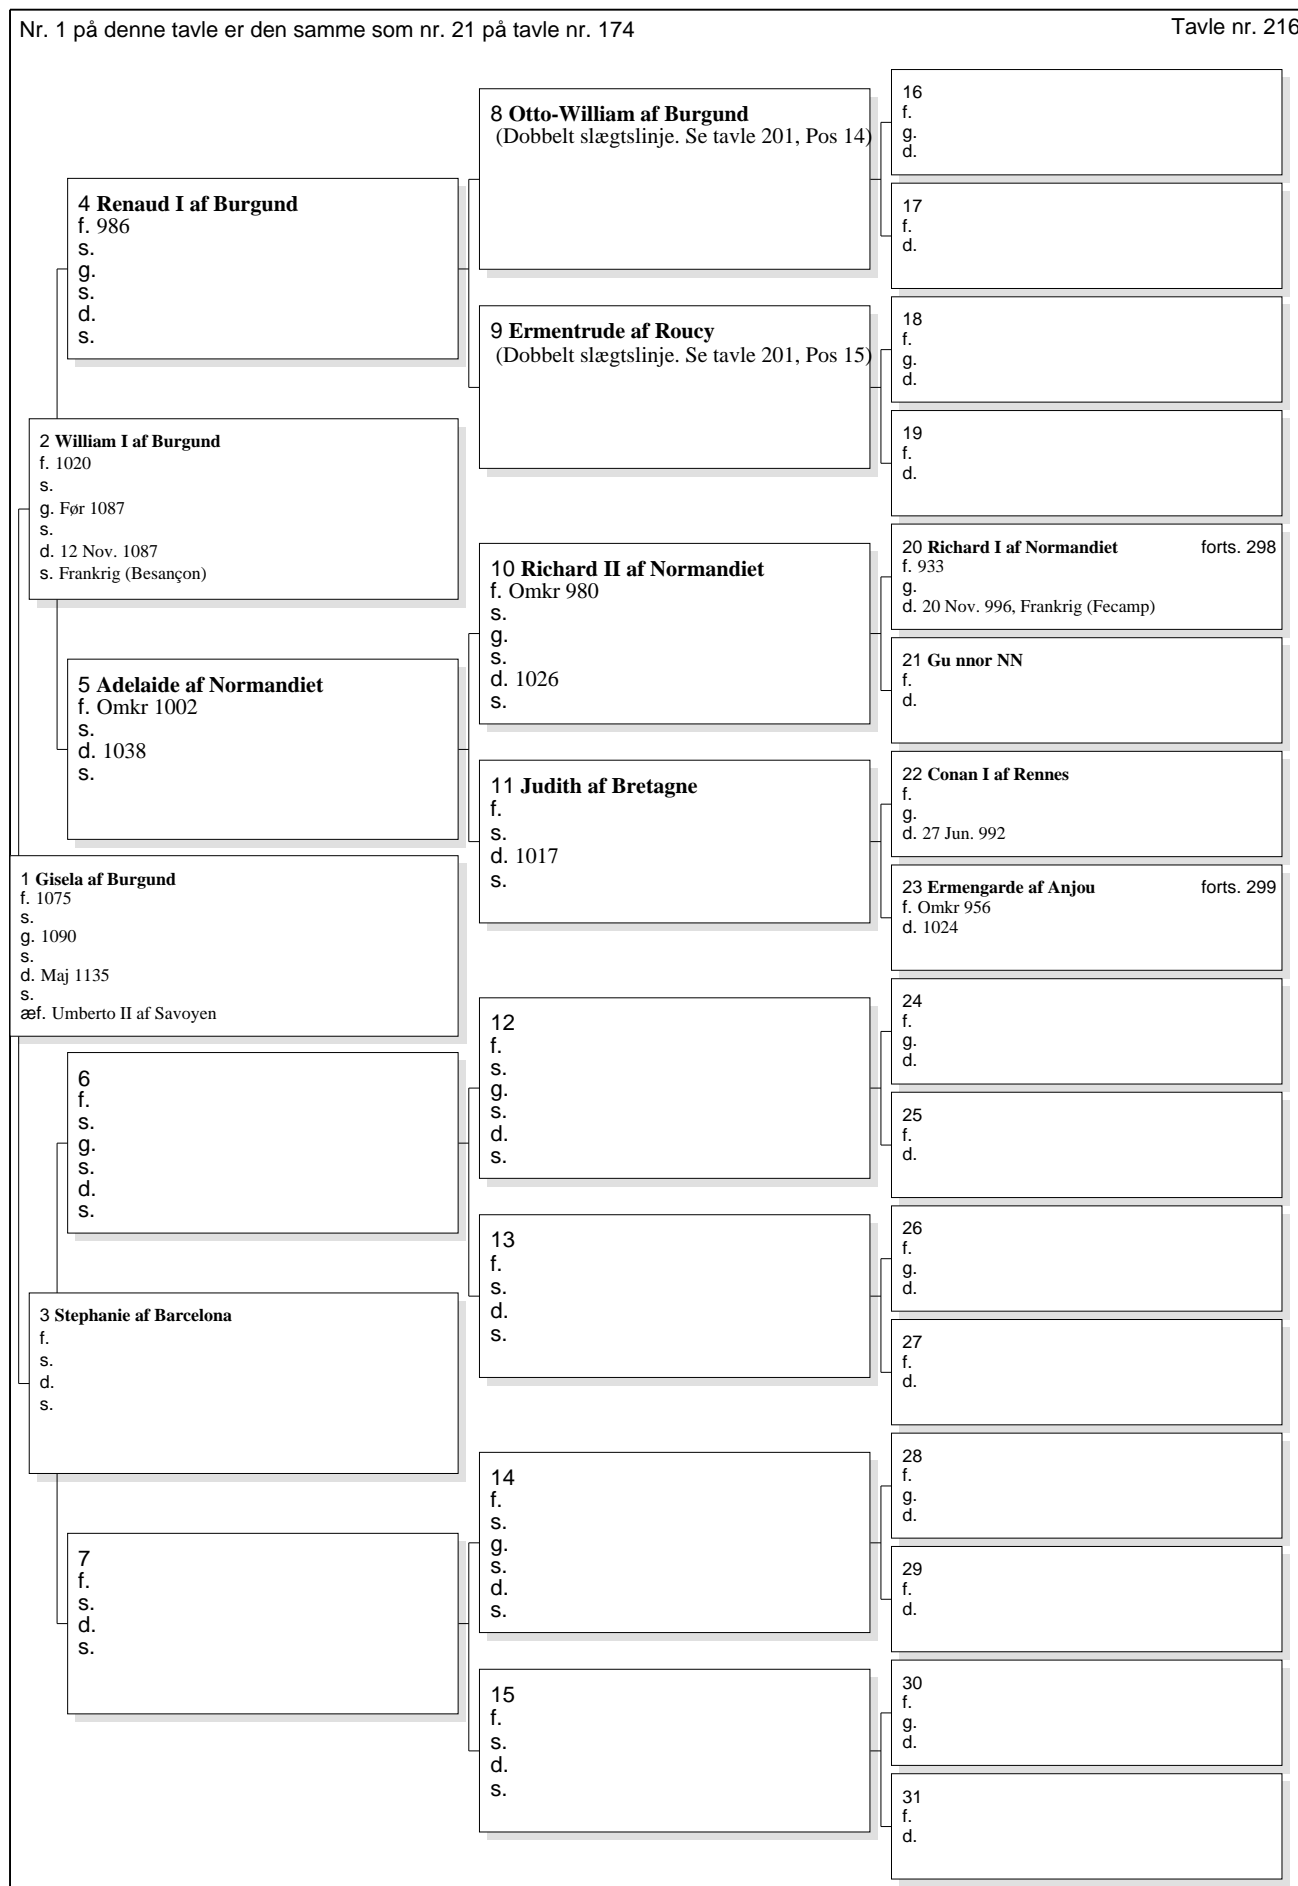 Nr. 1 på denne tavle er den samme som nr. 21 på tavle nr. 174
Tavle nr. 216
1 Gisela af Burgund
f. 1075
s.
g. 1090
s.
d. Maj 1135
s.
æf. Umberto II af Savoyen
2 William I af Burgund
f. 1020
s.
g. Før 1087
s.
d. 12 Nov. 1087
s. Frankrig (Besançon)
3 Stephanie af Barcelona
f.
s.
d.
s.
4 Renaud I af Burgund
f. 986
s.
g.
s.
d.
s.
5 Adelaide af Normandiet
f. Omkr 1002
s.
d. 1038
s.
6
f.
s.
g.
s.
d.
s.
7
f.
s.
d.
s.
8 Otto-William af Burgund
(Dobbelt slægtslinje. Se tavle 201, Pos 14)
9 Ermentrude af Roucy
(Dobbelt slægtslinje. Se tavle 201, Pos 15)
10 Richard II af Normandiet
f. Omkr 980
s.
g.
s.
d. 1026
s.
11 Judith af Bretagne
f.
s.
d. 1017
s.
12
f.
s.
g.
s.
d.
s.
13
f.
s.
d.
s.
14
f.
s.
g.
s.
d.
s.
15
f.
s.
d.
s.
16
f.
g.
d.
17
f.
d.
18
f.
g.
d.
19
f.
d.
20 Richard I af Normandiet forts. 298
f. 933
g.
d. 20 Nov. 996, Frankrig (Fecamp)
21 Gu nnor NN
f.
d.
22 Conan I af Rennes
f.
g.
d. 27 Jun. 992
23 Ermengarde af Anjou forts. 299
f. Omkr 956
d. 1024
24
f.
g.
d.
25
f.
d.
26
f.
g.
d.
27
f.
d.
28
f.
g.
d.
29
f.
d.
30
f.
g.
d.
31
f.
d.